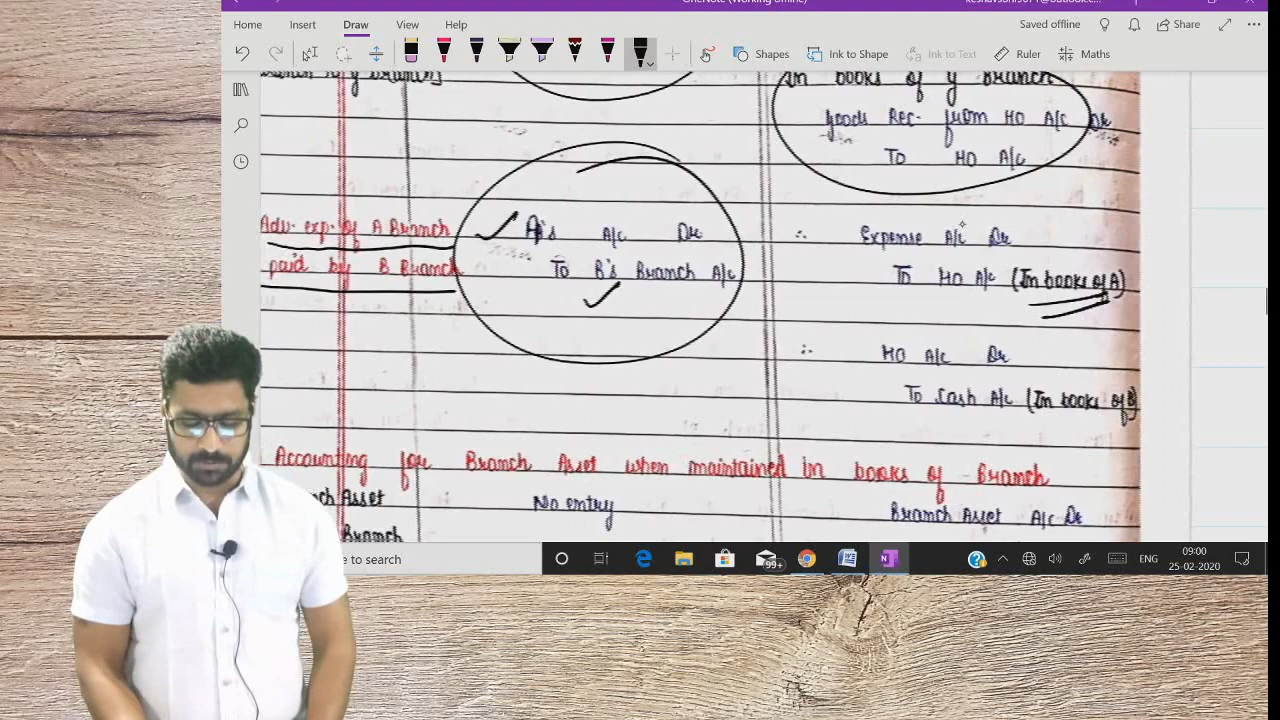 OneNote (Working offline)
Home Insert Draw View Help
Saved offline
Share
Shapes
Ink to Shape
Ink to Text
Ruler
Maths
In books of y Branch
goods Rec. from HO A/c Dr
To HO A/c
Adv. exp. of A Branch
paid by B Branch
A's A/c Dr
To B's Branch A/c
∴ Expense A/c Dr
To HO A/c (In books of A)
∴ HO A/c Dr
To Cash A/c (In books of B)
Accounting for Branch Asset when maintained in books of Branch
Asset
No entry
Branch Asset A/c Dr
Branch
to search
99+
ENG
09:00
25-02-2020